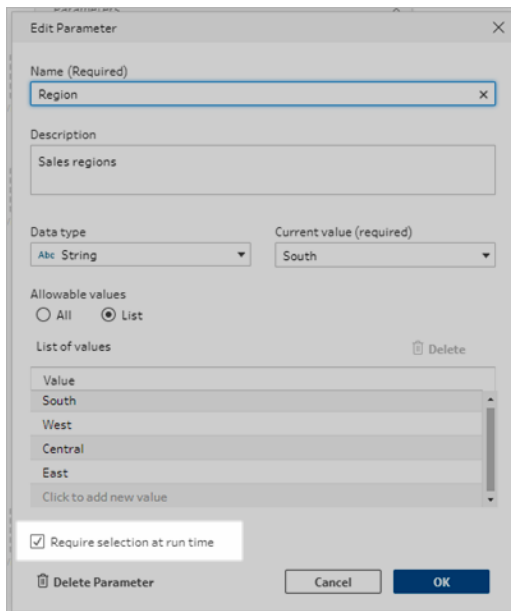 Parameters
Edit Parameter
Name (Required)
Region
Description
Sales regions
Data type
Current value (required)
Abc String
South
Allowable values
All
List
List of values
Delete
Value
South
West
Central
East
Click to add new value
Require selection at run time
Delete Parameter
Cancel
OK